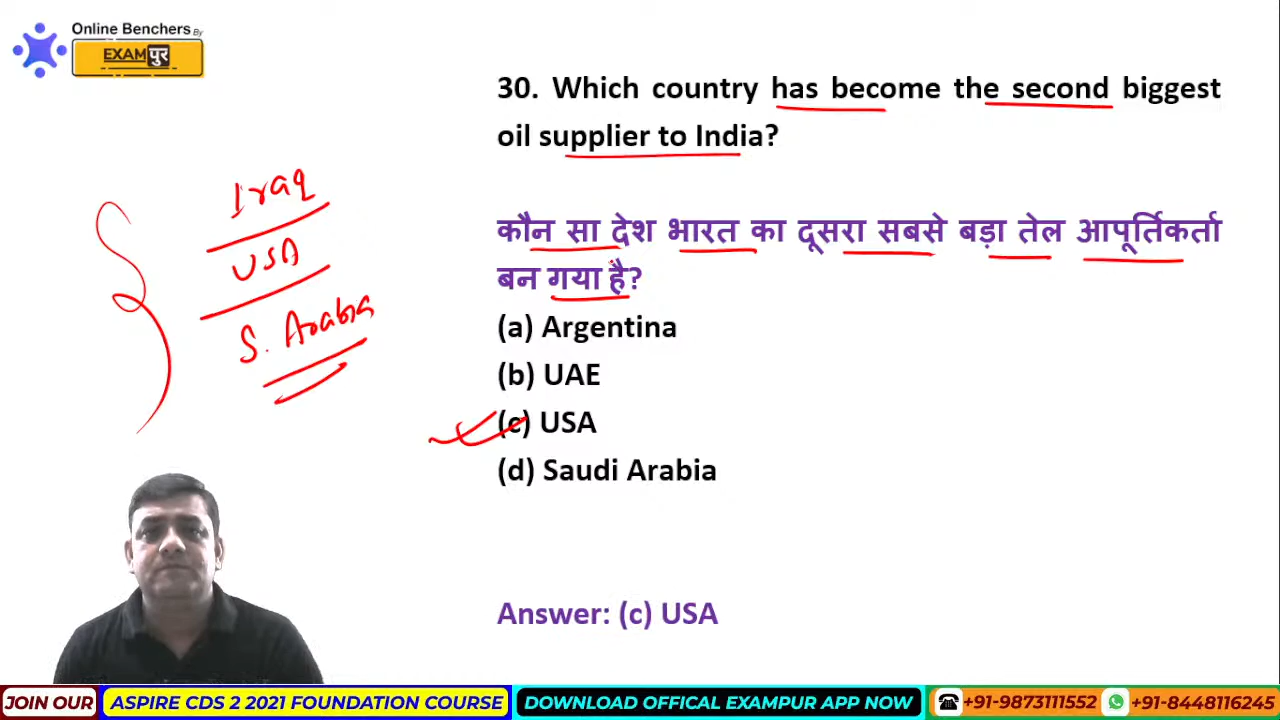 Online Benchers By
EXAMपुर
30. Which country has become the second biggest
oil supplier to India?
Iraq
USA
S. Arabia
कौन सा देश भारत का दूसरा सबसे बड़ा तेल आपूर्तिकर्ता
बन गया है?
(a) Argentina
(b) UAE
(c) USA
(d) Saudi Arabia
Answer: (c) USA
JOIN OUR ASPIRE CDS 2 2021 FOUNDATION COURSE DOWNLOAD OFFICAL EXAMPUR APP NOW +91-9873111552 +91-8448116245